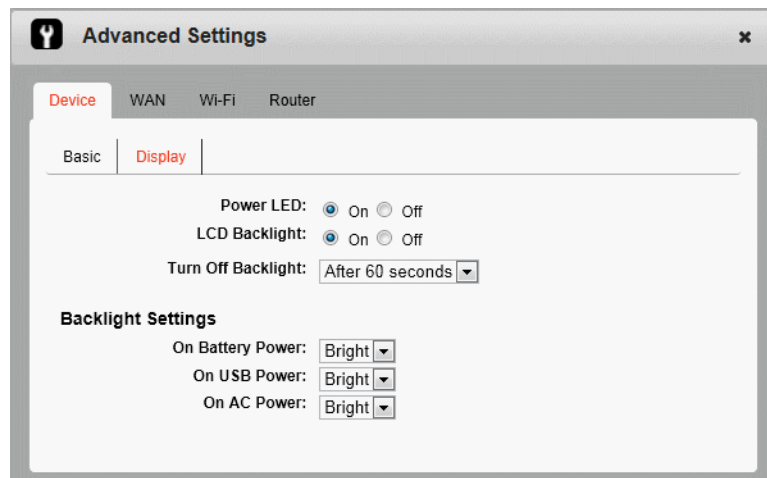 Advanced Settings
Device WAN Wi-Fi Router
Basic Display
Power LED: On Off
LCD Backlight: On Off
Turn Off Backlight: After 60 seconds
Backlight Settings
On Battery Power: Bright
On USB Power: Bright
On AC Power: Bright